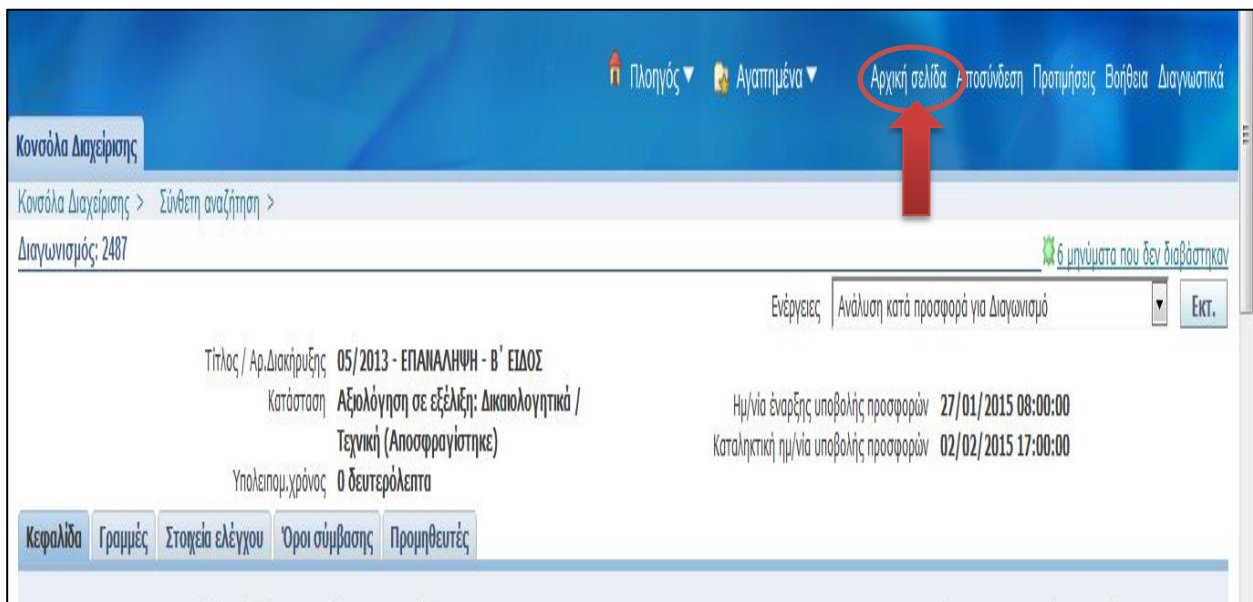 Πλοηγός Αγαπημένα Αρχική σελίδα Αποσύνδεση Προτιμήσεις Βοήθεια Διαγνωστικά
Κονσόλα Διαχείρισης
Κονσόλα Διαχείρισης > Σύνθετη αναζήτηση >
Διαγωνισμός: 2487
6 μηνύματα που δεν διαβάστηκαν
Ενέργειες Ανάλυση κατά προσφορά για Διαγωνισμό Εκτ.
Τίτλος / Αρ.Διακήρυξης 05/2013 - ΕΠΑΝΑΛΗΨΗ - Β΄ ΕΙΔΟΣ
Κατάσταση Αξιολόγηση σε εξέλιξη: Δικαιολογητικά /
Τεχνική (Αποσφραγίστηκε)
Υπολειπομ.χρόνος 0 δευτερόλεπτα
Ημ/νία έναρξης υποβολής προσφορών 27/01/2015 08:00:00
Καταληκτική ημ/νία υποβολής προσφορών 02/02/2015 17:00:00
Κεφαλίδα Γραμμές Στοιχεία ελέγχου Όροι σύμβασης Προμηθευτές